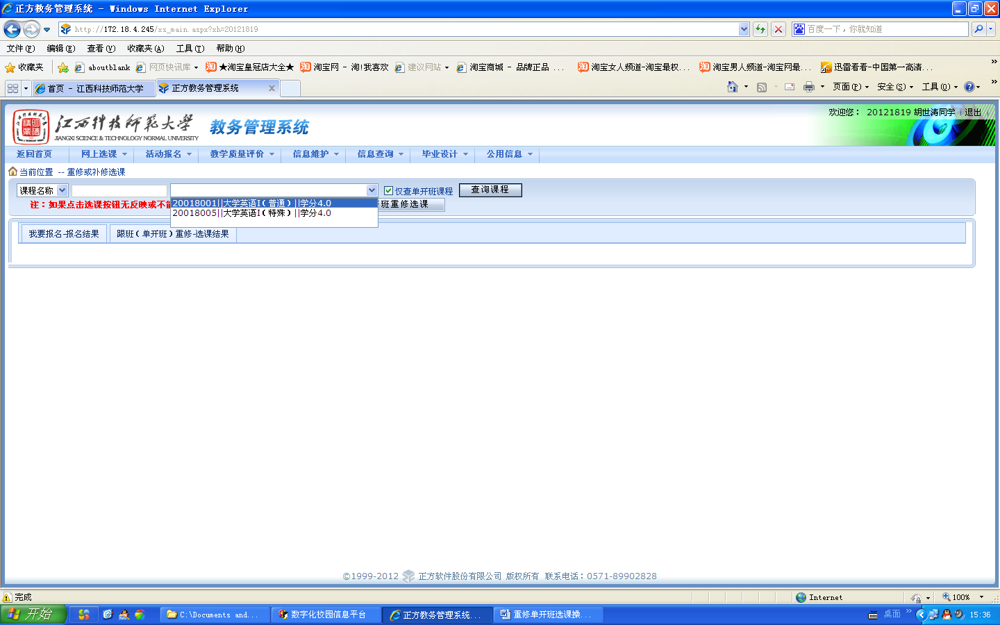 正方教务管理系统 - Windows Internet Explorer
http://172.18.4.245/xs_main.aspx?xh=20121819
百度一下，你就知道
文件(F) 编辑(E) 查看(V) 收藏夹(A) 工具(T) 帮助(H)
收藏夹 aboutblank 网页快讯库 ★淘宝皇冠店大全★ 淘宝网 - 淘!我喜欢 建议网站 淘宝商城 - 品牌正品 ... 淘宝女人频道-淘宝最权... 淘宝男人频道-淘宝网最... 迅雷看看-中国第一高清...
首页 - 江西科技师范大学 正方教务管理系统 页面(P) 安全(S) 工具(O)
欢迎您： 20121819 胡世涛同学 退出
江西科技师范大学 教务管理系统
JIANGXI SCIENCE & TECHNOLOGY NORMAL UNIVERSITY
返回首页 网上选课 活动报名 教学质量评价 信息维护 信息查询 毕业设计 公用信息
当前位置 -- 重修或补修选课
课程名称 仅查单开班课程 查询课程
20018001||大学英语I（普通）||学分4.0
注：如果点击选课按钮无反映或不 班重修选课
20018005||大学英语I（特殊）||学分4.0
我要报名-报名结果 跟班（单开班）重修-选课结果
©1999-2012 正方软件股份有限公司 版权所有 联系电话：0571-89902828
完成 Internet 100%
开始 C:\Documents and... 数字化校园信息平台 正方教务管理系统... 重修单开班选课操... 桌面 15:36